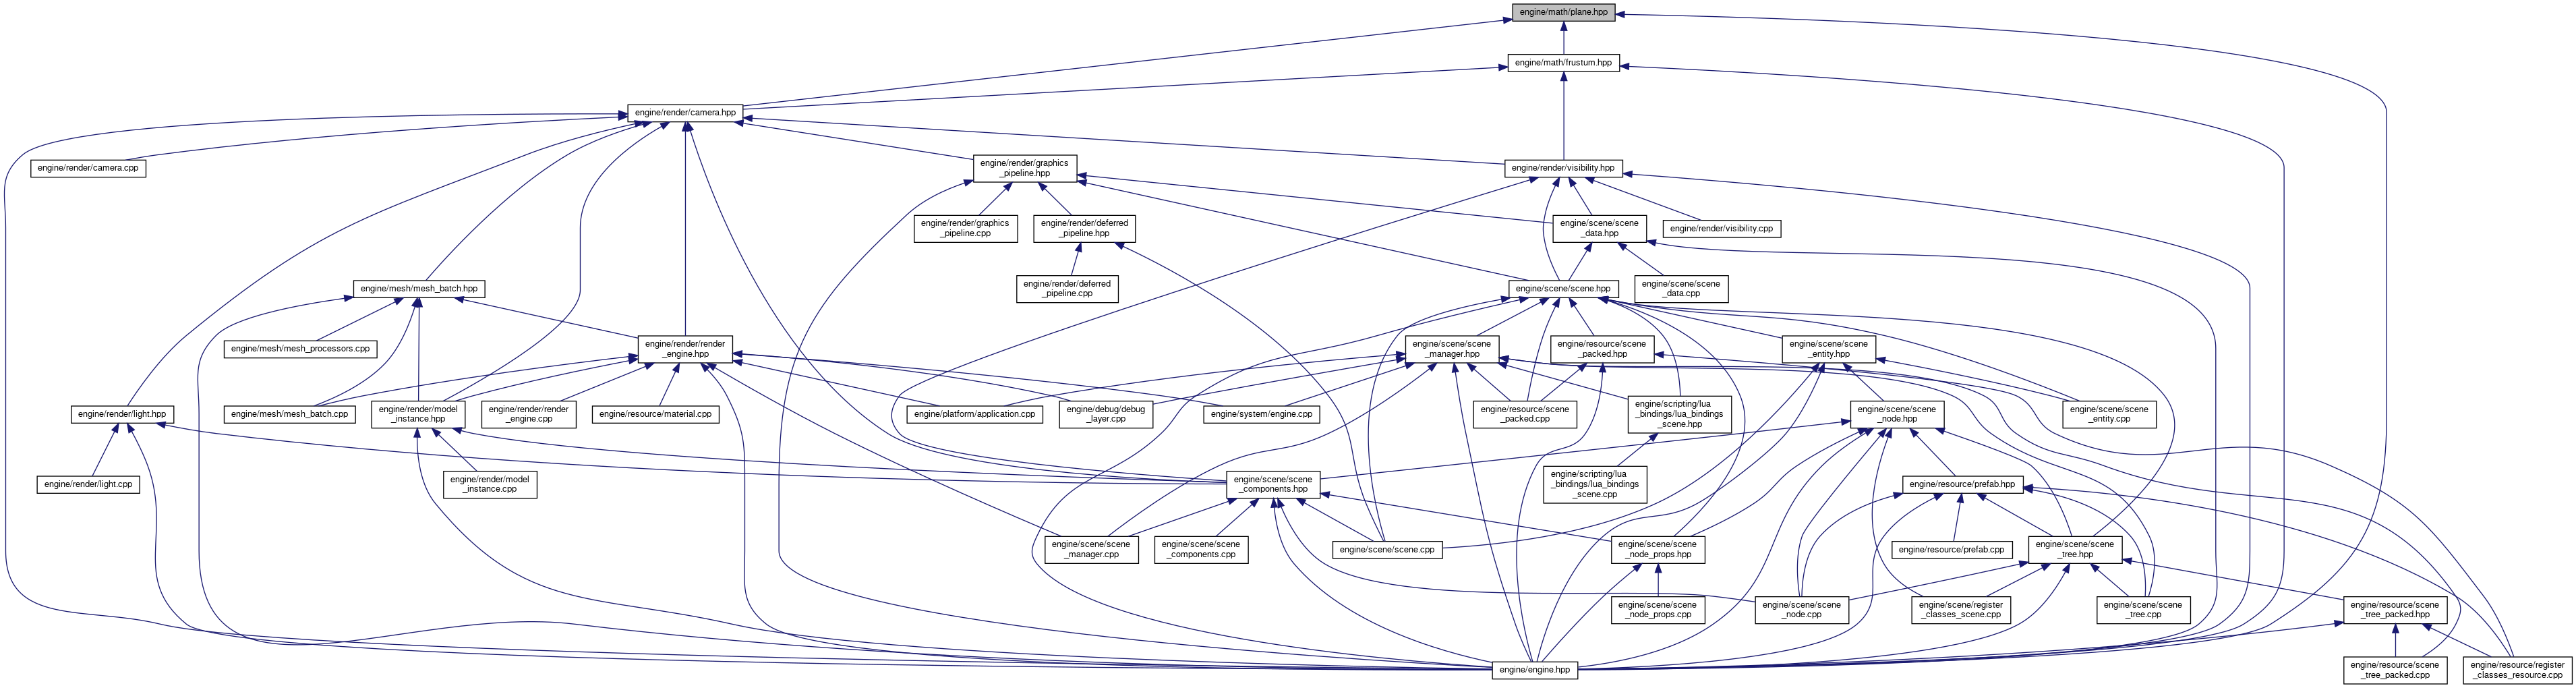 engine/math/plane.hpp
engine/math/frustum.hpp
engine/render/camera.hpp
engine/render/camera.cpp
engine/render/graphics
_pipeline.hpp
engine/render/visibility.hpp
engine/render/graphics
_pipeline.cpp
engine/render/deferred
_pipeline.hpp
engine/scene/scene
_data.hpp
engine/render/visibility.cpp
engine/mesh/mesh_batch.hpp
engine/render/deferred
_pipeline.cpp
engine/scene/scene.hpp
engine/scene/scene
_data.cpp
engine/mesh/mesh_processors.cpp
engine/render/render
_engine.hpp
engine/scene/scene
_manager.hpp
engine/resource/scene
_packed.hpp
engine/scene/scene
_entity.hpp
engine/render/light.hpp
engine/mesh/mesh_batch.cpp
engine/render/model
_instance.hpp
engine/render/render
_engine.cpp
engine/resource/material.cpp
engine/platform/application.cpp
engine/debug/debug
_layer.cpp
engine/system/engine.cpp
engine/resource/scene
_packed.cpp
engine/scripting/lua
_bindings/lua_bindings
_scene.hpp
engine/scene/scene
_node.hpp
engine/scene/scene
_entity.cpp
engine/render/light.cpp
engine/render/model
_instance.cpp
engine/scene/scene
_components.hpp
engine/scripting/lua
_bindings/lua_bindings
_scene.cpp
engine/resource/prefab.hpp
engine/scene/scene
_manager.cpp
engine/scene/scene
_components.cpp
engine/scene/scene.cpp
engine/scene/scene
_node_props.hpp
engine/resource/prefab.cpp
engine/scene/scene
_tree.hpp
engine/scene/scene
_node_props.cpp
engine/scene/scene
_node.cpp
engine/scene/register
_classes_scene.cpp
engine/scene/scene
_tree.cpp
engine/resource/scene
_tree_packed.hpp
engine/engine.hpp
engine/resource/scene
_tree_packed.cpp
engine/resource/register
_classes_resource.cpp